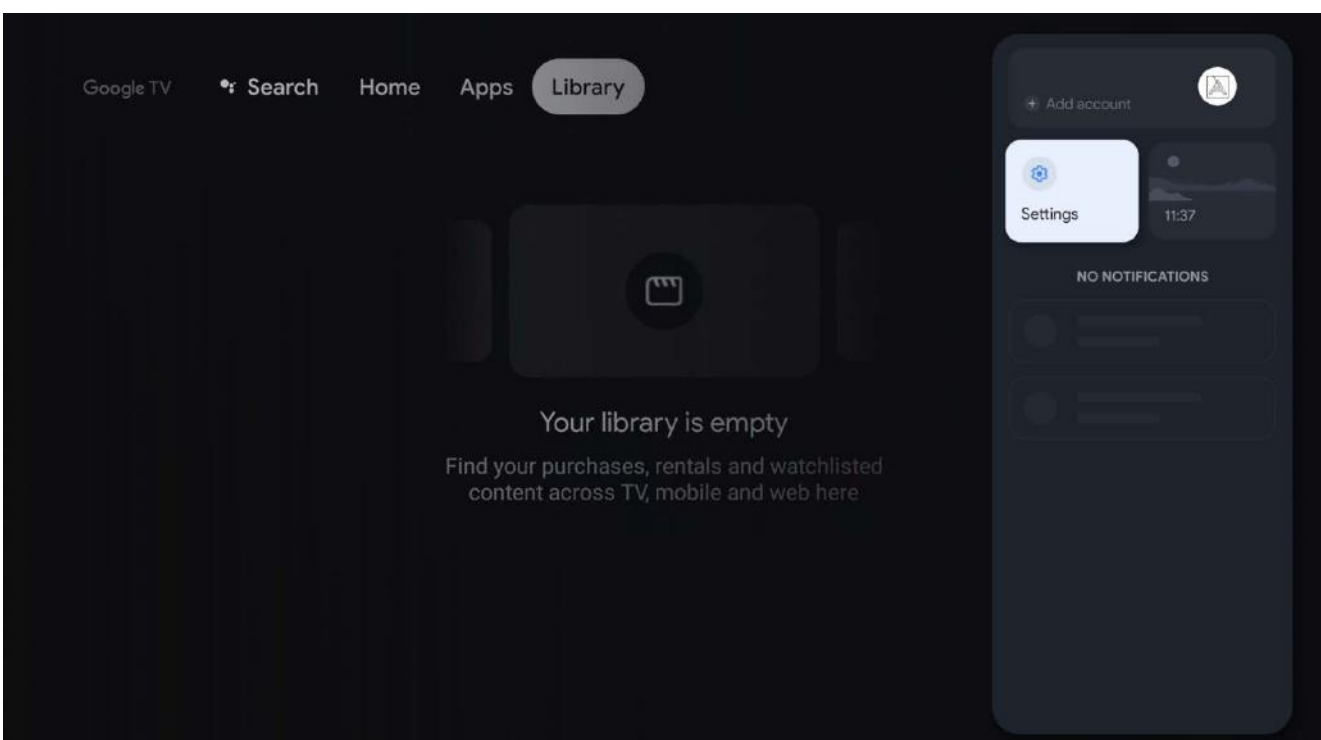 Google TV
Search
Home
Apps
Library
Add account
Settings
11:37
NO NOTIFICATIONS
Your library is empty
Find your purchases, rentals and watchlisted
content across TV, mobile and web here